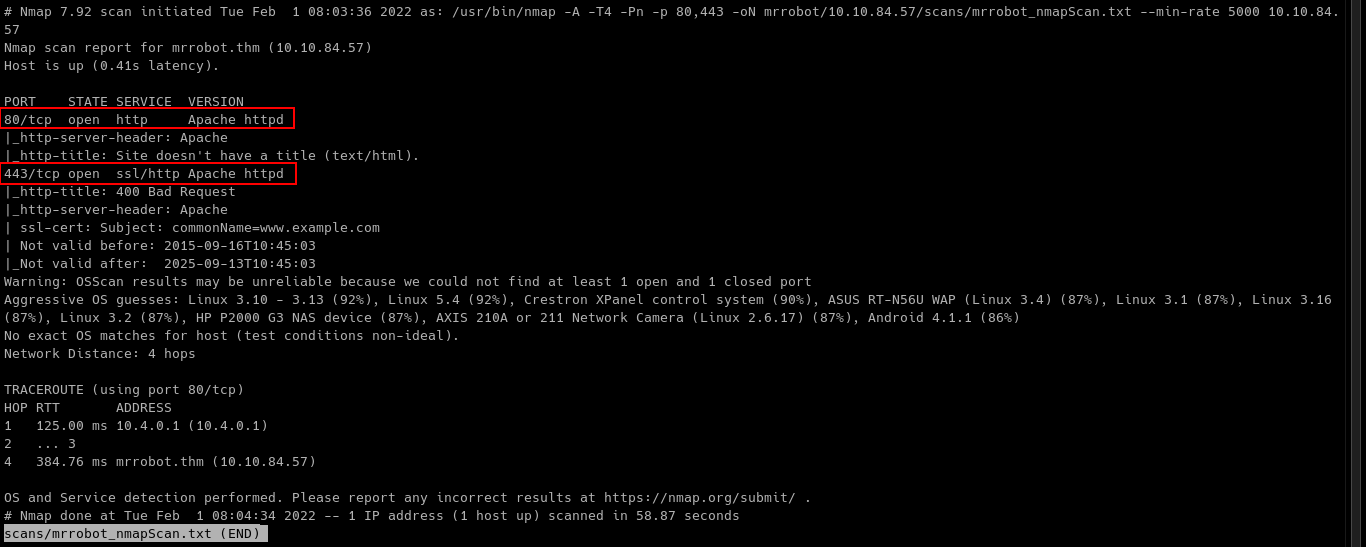 # Nmap 7.92 scan initiated Tue Feb  1 08:03:36 2022 as: /usr/bin/nmap -A -T4 -Pn -p 80,443 -oN mrrobot/10.10.84.57/scans/mrrobot_nmapScan.txt --min-rate 5000 10.10.84.
57
Nmap scan report for mrrobot.thm (10.10.84.57)
Host is up (0.41s latency).

PORT    STATE SERVICE  VERSION
80/tcp  open  http     Apache httpd
|_http-server-header: Apache
|_http-title: Site doesn't have a title (text/html).
443/tcp open  ssl/http Apache httpd
|_http-title: 400 Bad Request
|_http-server-header: Apache
| ssl-cert: Subject: commonName=www.example.com
| Not valid before: 2015-09-16T10:45:03
|_Not valid after:  2025-09-13T10:45:03
Warning: OSScan results may be unreliable because we could not find at least 1 open and 1 closed port
Aggressive OS guesses: Linux 3.10 - 3.13 (92%), Linux 5.4 (92%), Crestron XPanel control system (90%), ASUS RT-N56U WAP (Linux 3.4) (87%), Linux 3.1 (87%), Linux 3.16
(87%), Linux 3.2 (87%), HP P2000 G3 NAS device (87%), AXIS 210A or 211 Network Camera (Linux 2.6.17) (87%), Android 4.1.1 (86%)
No exact OS matches for host (test conditions non-ideal).
Network Distance: 4 hops

TRACEROUTE (using port 80/tcp)
HOP RTT       ADDRESS
1   125.00 ms 10.4.0.1 (10.4.0.1)
2   ... 3
4   384.76 ms mrrobot.thm (10.10.84.57)

OS and Service detection performed. Please report any incorrect results at https://nmap.org/submit/ .
# Nmap done at Tue Feb  1 08:04:34 2022 -- 1 IP address (1 host up) scanned in 58.87 seconds
scans/mrrobot_nmapScan.txt (END)